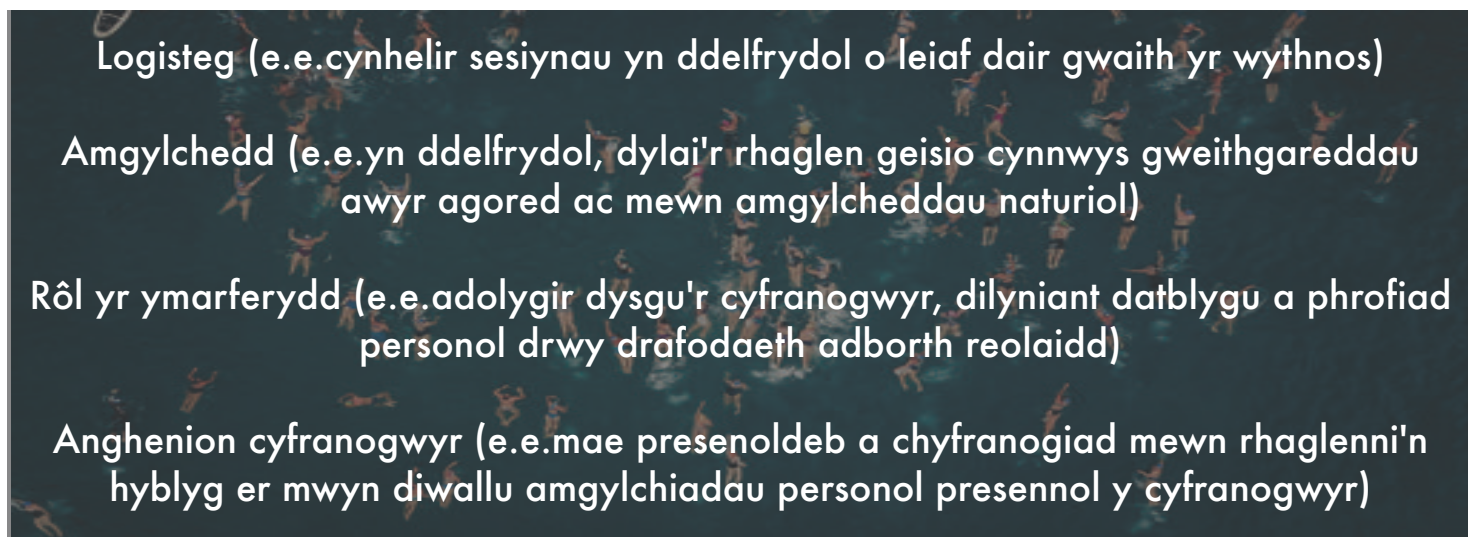 Logisteg (e.e.cynhelir sesiynau yn ddelfrydol o leiaf dair gwaith yr wythnos)
Amgylchedd (e.e.yn ddelfrydol, dylai'r rhaglen geisio cynnwys gweithgareddau
awyr agored ac mewn amgylcheddau naturiol)
Rôl yr ymarferydd (e.e.adolygir dysgu'r cyfranogwyr, dilyniant datblygu a phrofiad
personol drwy drafodaeth adborth reolaidd)
Anghenion cyfranogwyr (e.e.mae presenoldeb a chyfranogiad mewn rhaglenni'n
hyblyg er mwyn diwallu amgylchiadau personol presennol y cyfranogwyr)